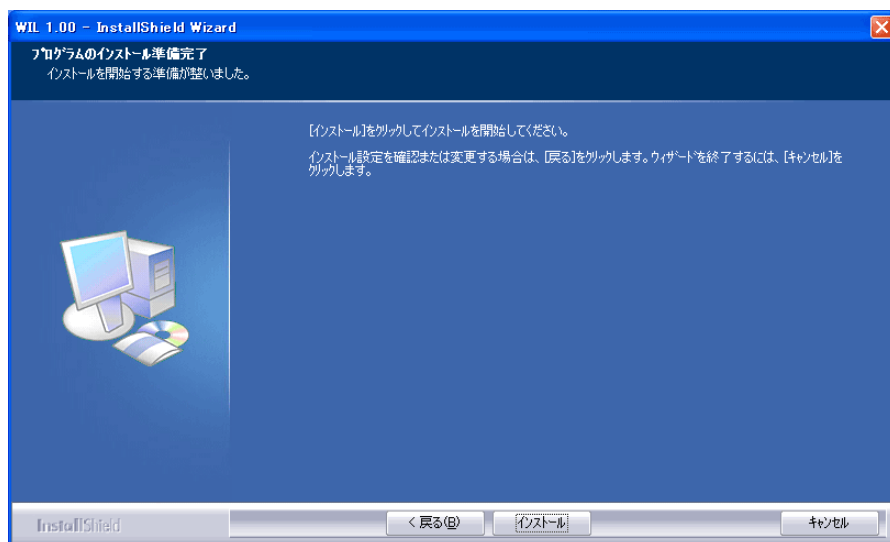 WIL 1.00 - InstallShield Wizard
プログラムのインストール準備完了
インストールを開始する準備が整いました。
[インストール]をクリックしてインストールを開始してください。
インストール設定を確認または変更する場合は、[戻る]をクリックします。ウィザードを終了するには、[キャンセル]を
クリックします。
InstallShield
< 戻る(B)
インストール
キャンセル